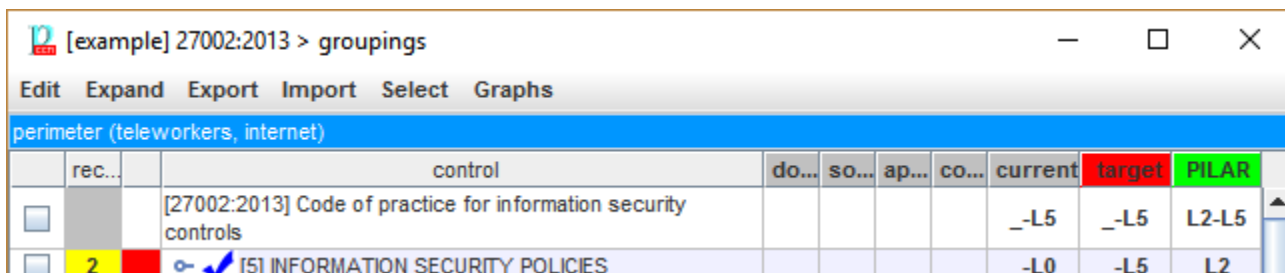 [example] 27002:2013 > groupings
Edit Expand Export Import Select Graphs
perimeter (teleworkers, internet)
rec... control do... so... ap... co... current target PILAR
[27002:2013] Code of practice for information security
controls
_-L5 _-L5 L2-L5
2 [5] INFORMATION SECURITY POLICIES -L0 -L5 L2